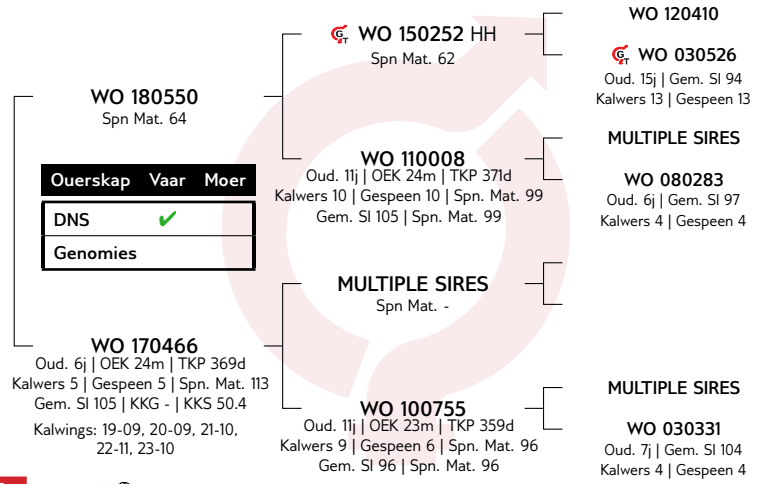 WO 180550
Spn Mat. 64
Ouerskap Vaar Moer
DNS ✔
Genomies
WO 170466
Oud. 6j | OEK 24m | TKP 369d
Kalwers 5 | Gespeen 5 | Spn. Mat. 113
Gem. SI 105 | KKG - | KKS 50.4
Kalwings: 19-09, 20-09, 21-10,
22-11, 23-10
GT WO 150252 HH
Spn Mat. 62
WO 110008
Oud. 11j | OEK 24m | TKP 371d
Kalwers 10 | Gespeen 10 | Spn. Mat. 99
Gem. SI 105 | Spn. Mat. 99
MULTIPLE SIRES
Spn Mat. -
WO 100755
Oud. 11j | OEK 23m | TKP 359d
Kalwers 9 | Gespeen 6 | Spn. Mat. 96
Gem. SI 96 | Spn. Mat. 96
WO 120410
GT WO 030526
Oud. 15j | Gem. SI 94
Kalwers 13 | Gespeen 13
MULTIPLE SIRES
WO 080283
Oud. 6j | Gem. SI 97
Kalwers 4 | Gespeen 4
MULTIPLE SIRES
WO 030331
Oud. 7j | Gem. SI 104
Kalwers 4 | Gespeen 4